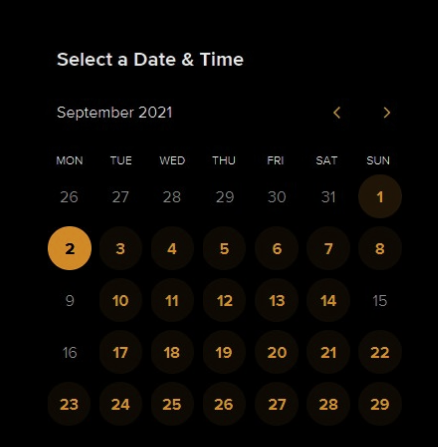 Select a Date & Time
September 2021
MON TUE WED THU FRI SAT SUN
26 27 28 29 30 31 1
2 3 4 5 6 7 8
9 10 11 12 13 14 15
16 17 18 19 20 21 22
23 24 25 26 27 28 29